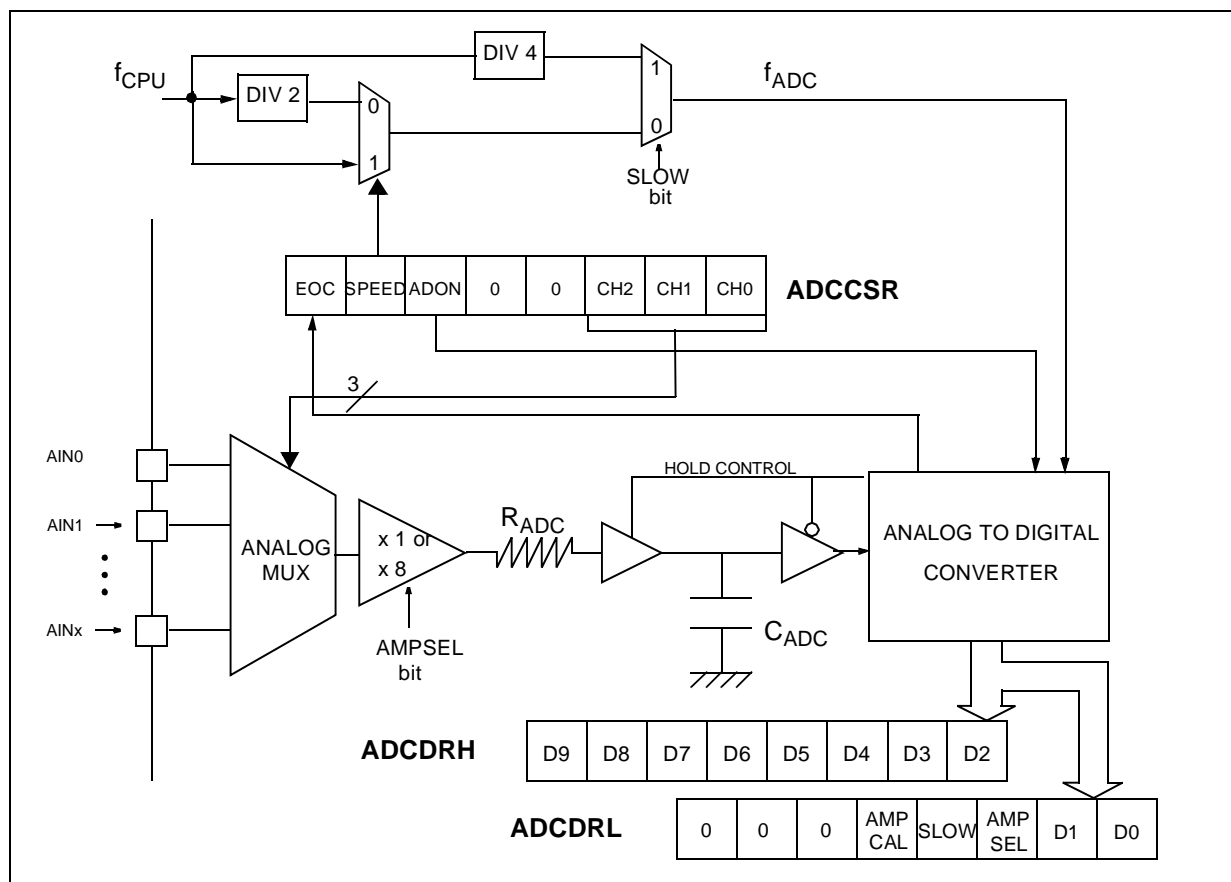 DIV 4
fCPU
DIV 2
0
1
1
0
fADC
SLOW
bit
EOC SPEED ADON 0 0 CH2 CH1 CH0
ADCCSR
3
AIN0
AIN1
AINx
ANALOG
MUX
x 1 or
x 8
AMPSEL
bit
RADC
HOLD CONTROL
CADC
ANALOG TO DIGITAL
CONVERTER
ADCDRH
D9 D8 D7 D6 D5 D4 D3 D2
ADCDRL
0 0 0 AMP CAL SLOW AMP SEL D1 D0